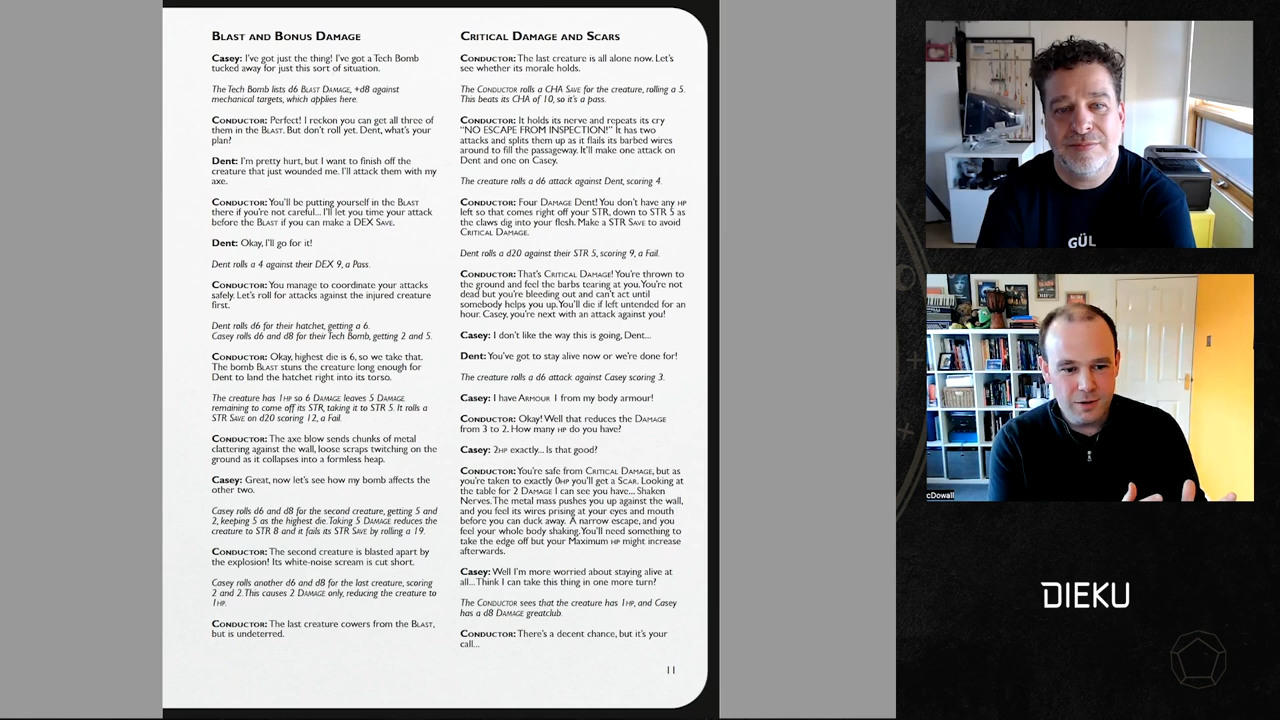 BLAST AND BONUS DAMAGE
CASEY: I've got just the thing! I've got a Tech Bomb
tucked away for just this sort of situation.
The Tech Bomb lists d6 BLAST DAMAGE, +d8 against
mechanical targets, which applies here.
CONDUCTOR: Perfect! I reckon you can get all three of
them in the BLAST. But don't roll yet. Dent, what's your
plan?
Dent: I'm pretty hurt, but I want to finish off the
creature that just wounded me. I'll attack them with my
axe.
CONDUCTOR: You'll be putting yourself in the BLAST
there if you're not careful... I'll let you time your attack
before the BLAST if you can make a DEX SAVE.
Dent: Okay, I'll go for it!
Dent rolls a 4 against their DEX 9, a Pass.
CONDUCTOR: You manage to coordinate your attacks
safely. Let's roll for attacks against the injured creature
first.
Dent rolls d6 for their hatchet, getting a 6.
Casey rolls d6 and d8 for their Tech Bomb, getting 2 and 5.
CONDUCTOR: Okay, highest die is 6, so we take that.
The bomb BLAST stuns the creature long enough for
Dent to land the hatchet right into its torso.
The creature has 1HP so 6 DAMAGE leaves 5 DAMAGE
remaining to come off its STR, taking it to STR 5. It rolls a
STR SAVE on d20 scoring 12, a Fail.
CONDUCTOR: The axe blow sends chunks of metal
clattering against the wall, loose scraps twitching on the
ground as it collapses into a formless heap.
Casey: Great, now let's see how my bomb affects the
other two.
Casey rolls d6 and d8 for the second creature, getting 5 and
2, keeping 5 as the highest die. Taking 5 DAMAGE reduces the
creature to STR 8 and it fails its STR SAVE by rolling a 19.
CONDUCTOR: The second creature is blasted apart by
the explosion! Its white-noise scream is cut short.
Casey rolls another d6 and d8 for the last creature, scoring
2 and 2. This causes 2 DAMAGE only, reducing the creature to
1HP.
CONDUCTOR: The last creature cowers from the BLAST,
but is undeterred.
CRITICAL DAMAGE AND SCARS
CONDUCTOR: The last creature is all alone now. Let's
see whether its morale holds.
The CONDUCTOR rolls a CHA SAVE for the creature, rolling a 5.
This beats its CHA of 10, so it's a pass.
CONDUCTOR: It holds its nerve and repeats its cry
"NO ESCAPE FROM INSPECTION!" It has two
attacks and splits them up as it flails its barbed wires
around to fill the passageway. It'll make one attack on
Dent and one on Casey.
The creature rolls a d6 attack against Dent, scoring 4.
CONDUCTOR: Four DAMAGE Dent! You don't have any HP
left so that comes right off your STR, down to STR 5 as
the claws dig into your flesh. Make a STR SAVE to avoid
CRITICAL DAMAGE.
Dent rolls a d20 against their STR 5, scoring 9, a Fail.
CONDUCTOR: That's CRITICAL DAMAGE! You're thrown to
the ground and feel the barbs tearing at you. You're not
dead but you're bleeding out and can't act until
somebody helps you up. You'll die if left untended for an
hour. Casey, you're next with an attack against you!
Casey: I don't like the way this is going, Dent...
Dent: You've got to stay alive now or we're done for!
The creature rolls a d6 attack against Casey scoring 3.
Casey: I have ARMOUR 1 from my body armour!
CONDUCTOR: Okay! Well that reduces the DAMAGE
from 3 to 2. How many HP do you have?
Casey: 2HP exactly... Is that good?
CONDUCTOR: You're safe from CRITICAL DAMAGE, but as
you're taken to exactly 0HP you'll get a SCAR. Looking at
the table for 2 DAMAGE I can see you have... Shaken
Nerves. The metal mass pushes you up against the wall,
and you feel its wires prising at your eyes and mouth
before you can duck away. A narrow escape, and you
feel your whole body shaking. You'll need something to
take the edge off but your Maximum HP might increase
afterwards.
Casey: Well I'm more worried about staying alive at
all... Think I can take this thing in one more turn?
The CONDUCTOR sees that the creature has 1HP, and Casey
has a d8 DAMAGE greatclub.
CONDUCTOR: There's a decent chance, but it's your
call...
11
GÜL
cDowall
DIEKU